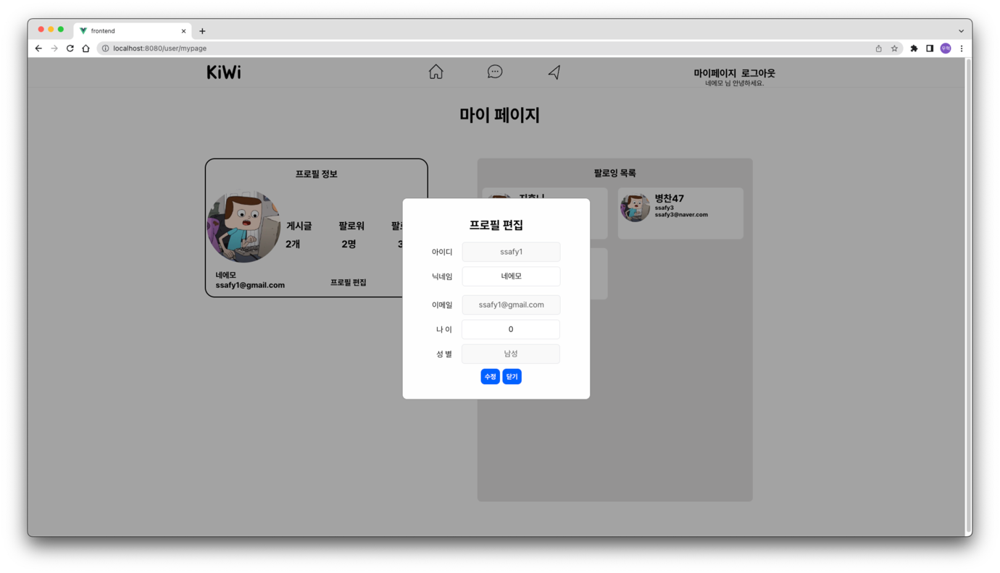 frontend
localhost:8080/user/mypage
우혁
KiWi
마이페이지 로그아웃
네에모 님 안녕하세요.
마이 페이지
프로필 정보
게시글 팔로워
2개 2명
네에모
ssafy1@gmail.com
프로필 편집
팔로잉 목록
병찬47
ssafy3
ssafy3@naver.com
프로필 편집
아이디 ssafy1
닉네임 네에모
이메일 ssafy1@gmail.com
나 이 0
성 별 남성
수정 닫기